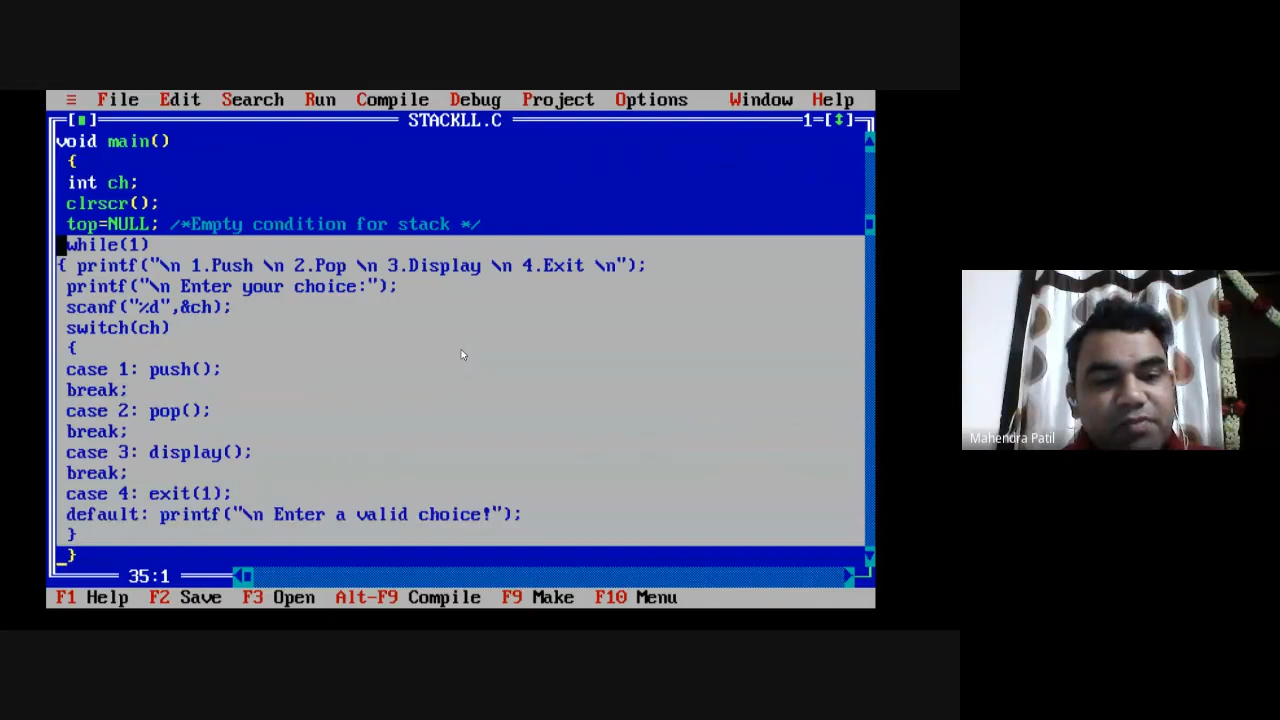 ≡ File Edit Search Run Compile Debug Project Options Window Help
[■] STACKLL.C 1=[↕]
void main()
{
int ch;
clrscr();
top=NULL; /*Empty condition for stack */
while(1)
{ printf("\n 1.Push \n 2.Pop \n 3.Display \n 4.Exit \n");
printf("\n Enter your choice:");
scanf("%d",&ch);
switch(ch)
{
case 1: push();
break;
case 2: pop();
break;
case 3: display();
break;
case 4: exit(1);
default: printf("\n Enter a valid choice!");
}
}
35:1
F1 Help F2 Save F3 Open Alt-F9 Compile F9 Make F10 Menu
Mahendra Patil